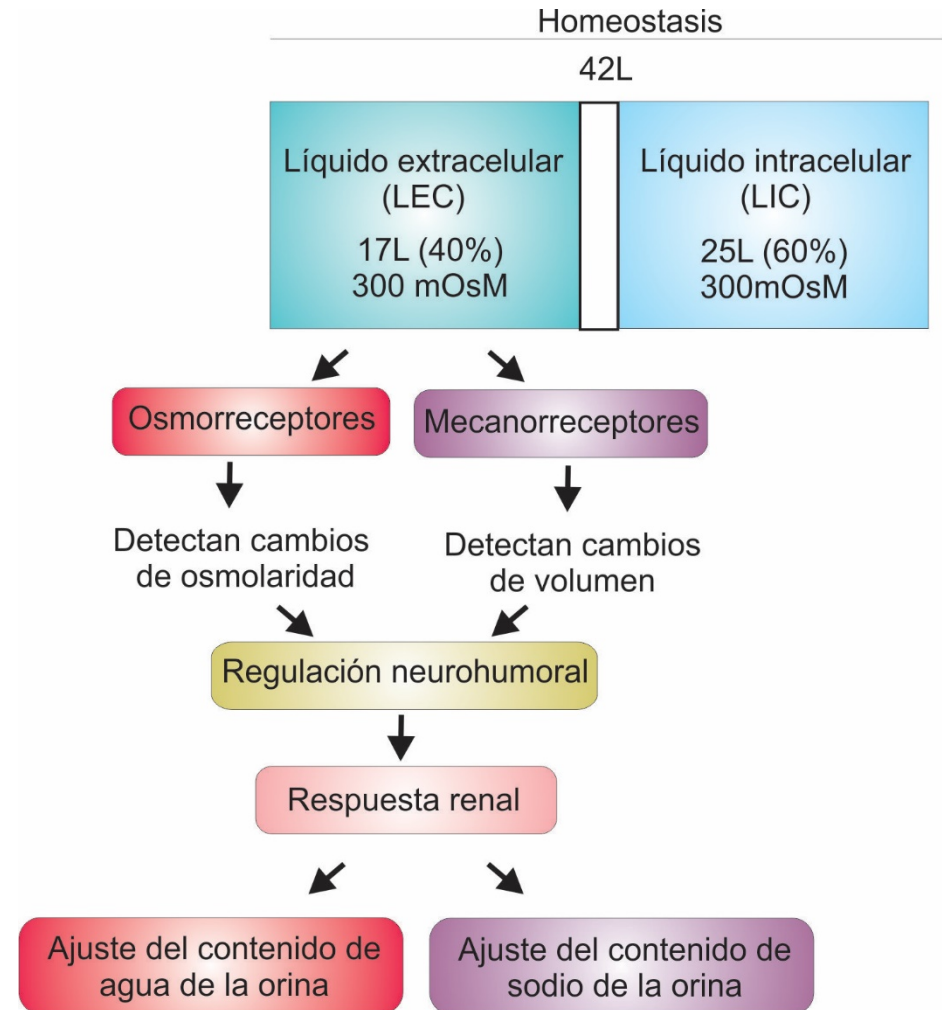 Homeostasis
42L
Líquido extracelular
(LEC)
17L (40%)
300 mOsM
Líquido intracelular
(LIC)
25L (60%)
300mOsM
Osmorreceptores
Mecanorreceptores
Detectan cambios
de osmolaridad
Detectan cambios
de volumen
Regulación neurohumoral
Respuesta renal
Ajuste del contenido de
agua de la orina
Ajuste del contenido de
sodio de la orina